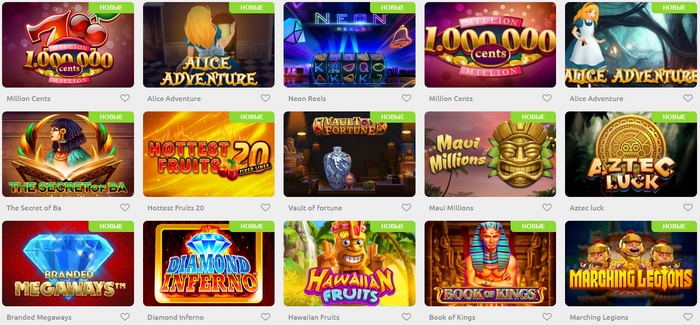 НОВЫЕ
MILLION
1.000.000
cents
MILLION
Million Cents
НОВЫЕ
ALICE
ADVENTURE
Alice Adventure
НОВЫЕ
NEON
REELS
Neon Reels
НОВЫЕ
MILLION
1.000.000
cents
MILLION
Million Cents
НОВЫЕ
ALICE
ADVENTURE
Alice Adventure
НОВЫЕ
THE SECRET OF BA
The Secret of Ba
НОВЫЕ
HOTTEST
FRUITS 20
FIXED LINES
Hottest Fruits 20
НОВЫЕ
VAULT OF
FORTUNE
Vault of fortune
НОВЫЕ
Maui
Millions
Maui Millions
НОВЫЕ
AZTEC
LUCK
Aztec luck
НОВЫЕ
BRANDED
MEGAWAYS™
Branded Megaways
НОВЫЕ
DIAMOND
INFERNO
Diamond Inferno
НОВЫЕ
HAWAIIAN
FRUITS
Hawaiian Fruits
НОВЫЕ
BOOK OF KINGS
Book of Kings
НОВЫЕ
MARCHING LEGIONS
Marching Legions